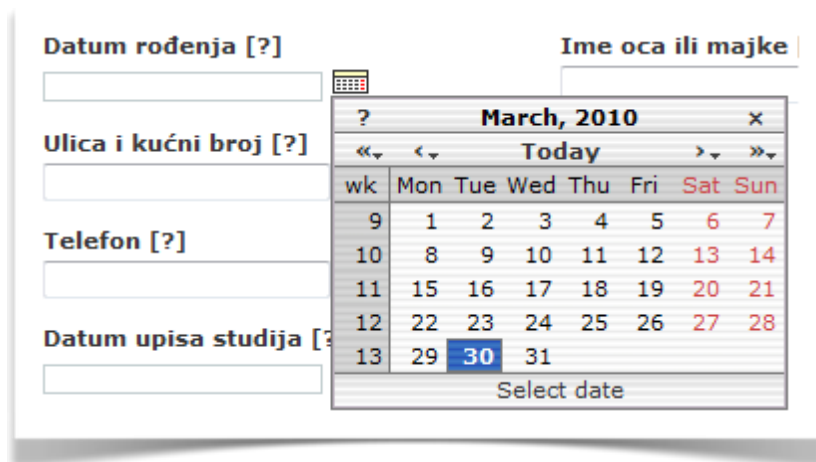 Datum rođenja [?]
Ime oca ili majke
? March, 2010 ×
Ulica i kućni broj [?]
« ‹ Today › »
wk Mon Tue Wed Thu Fri Sat Sun
9 1 2 3 4 5 6 7
Telefon [?]
10 8 9 10 11 12 13 14
11 15 16 17 18 19 20 21
12 22 23 24 25 26 27 28
Datum upisa studija [?
13 29 30 31
Select date